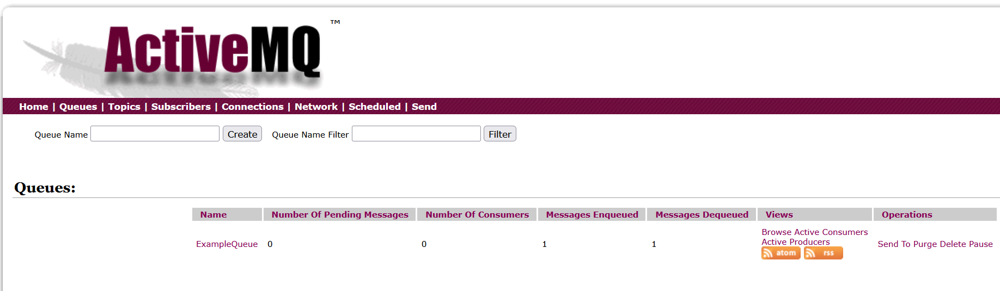 ActiveMQ™
Home | Queues | Topics | Subscribers | Connections | Network | Scheduled | Send
Queue Name Create Queue Name Filter Filter
Queues:
Name Number Of Pending Messages Number Of Consumers Messages Enqueued Messages Dequeued Views Operations
ExampleQueue 0 0 1 1 Browse Active Consumers
Active Producers
atom rss
Send To Purge Delete Pause